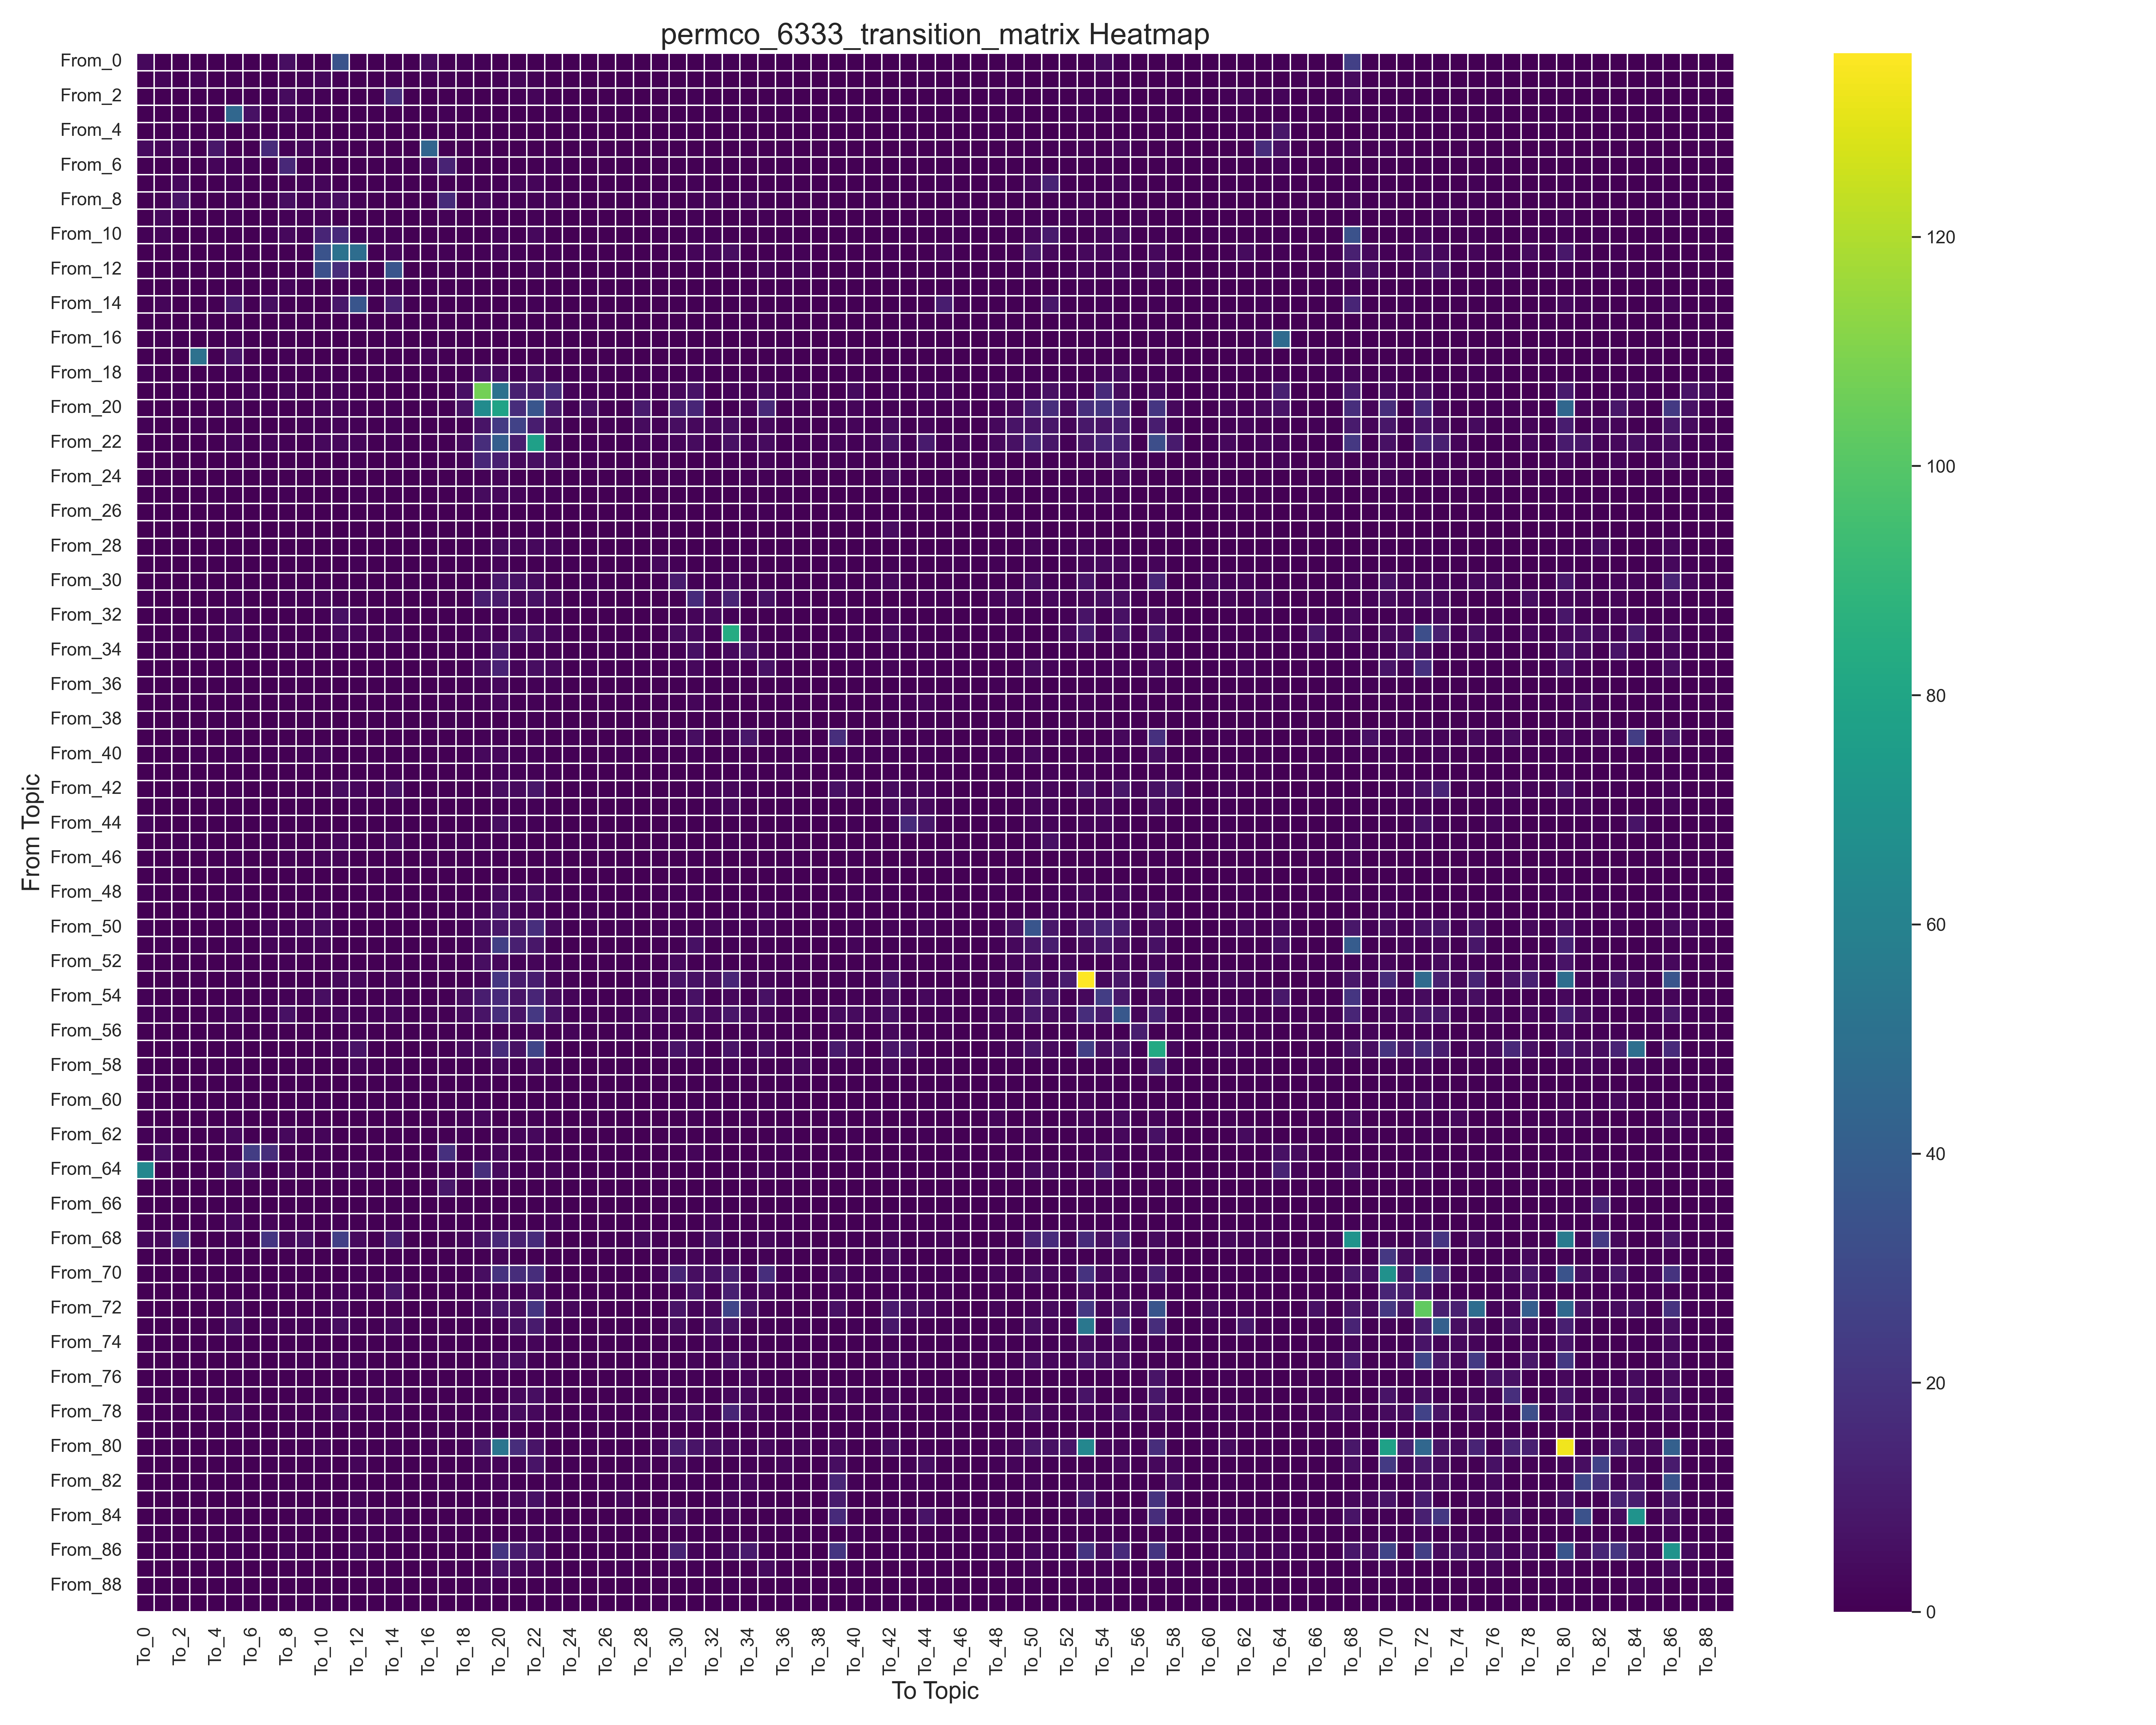 permco_6333_transition_matrix Heatmap
From_0
From_2
From_4
From_6
From_8
From_10
From_12
From_14
From_16
From_18
From_20
From_22
From_24
From_26
From_28
From_30
From_32
From_34
From_36
From_38
From_40
From_42
From_44
From_46
From_48
From_50
From_52
From_54
From_56
From_58
From_60
From_62
From_64
From_66
From_68
From_70
From_72
From_74
From_76
From_78
From_80
From_82
From_84
From_86
From_88
From Topic
To_0
To_2
To_4
To_6
To_8
To_10
To_12
To_14
To_16
To_18
To_20
To_22
To_24
To_26
To_28
To_30
To_32
To_34
To_36
To_38
To_40
To_42
To_44
To_46
To_48
To_50
To_52
To_54
To_56
To_58
To_60
To_62
To_64
To_66
To_68
To_70
To_72
To_74
To_76
To_78
To_80
To_82
To_84
To_86
To_88
To Topic
120
100
80
60
40
20
0